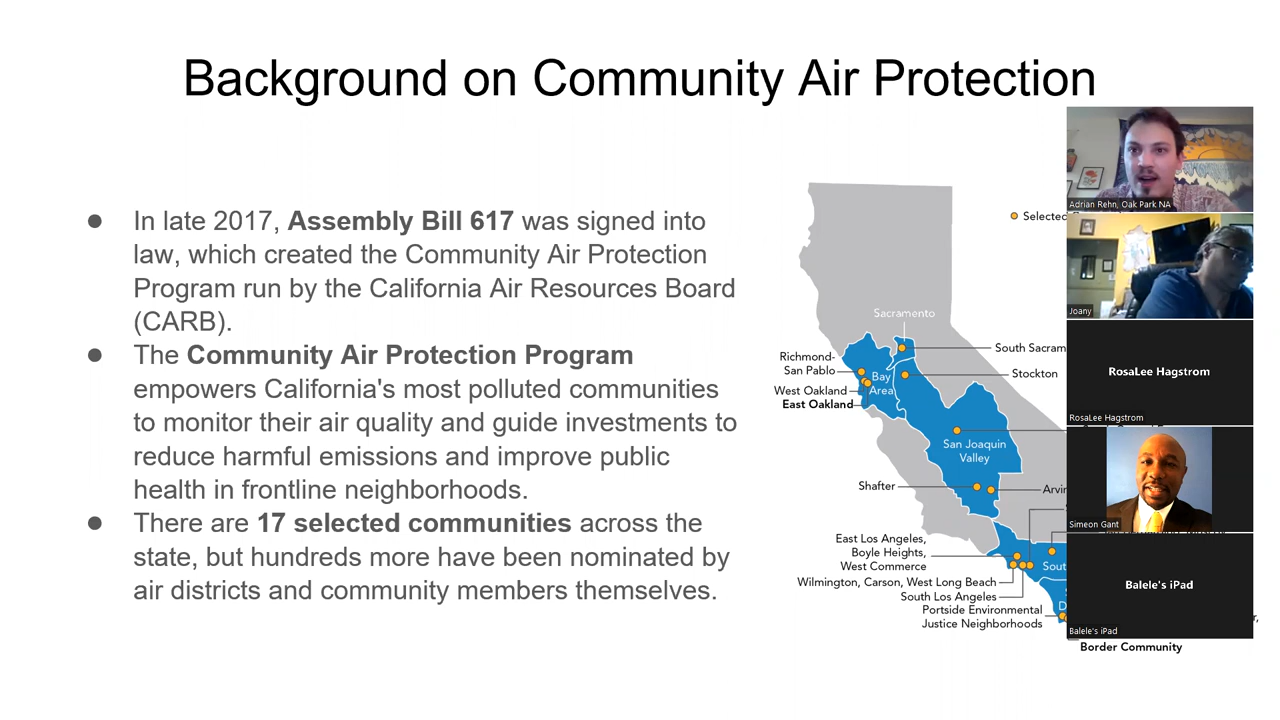 Background on Community Air Protection
● In late 2017, Assembly Bill 617 was signed into
law, which created the Community Air Protection
Program run by the California Air Resources Board
(CARB).
● The Community Air Protection Program
empowers California's most polluted communities
to monitor their air quality and guide investments to
reduce harmful emissions and improve public
health in frontline neighborhoods.
● There are 17 selected communities across the
state, but hundreds more have been nominated by
air districts and community members themselves.
Selected
Sacramento
South Sacram
Richmond-
San Pablo
Stockton
Bay
Area
West Oakland
East Oakland
San Joaquin
Valley
Shafter
Arvin
East Los Angeles,
Boyle Heights,
West Commerce
Sout
Wilmington, Carson, West Long Beach
South Los Angeles
Portside Environmental
Justice Neighborhoods
Border Community
Adrian Rehn, Oak Park NA
Joany
RosaLee Hagstrom
RosaLee Hagstrom
Simeon Gant
Balele's iPad
Balele's iPad